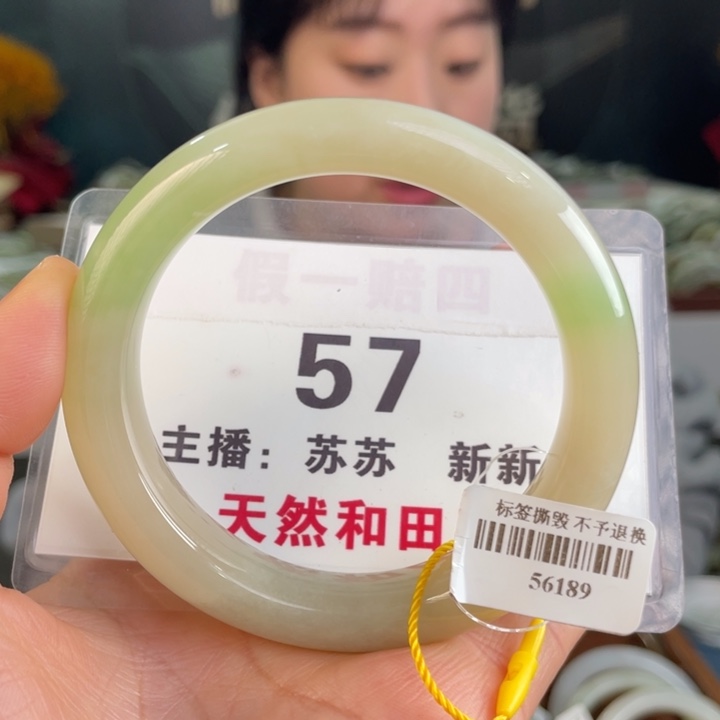 假一赔四
57
主播：苏苏 新新
天然和田
标签撕毁 不予退换
56189